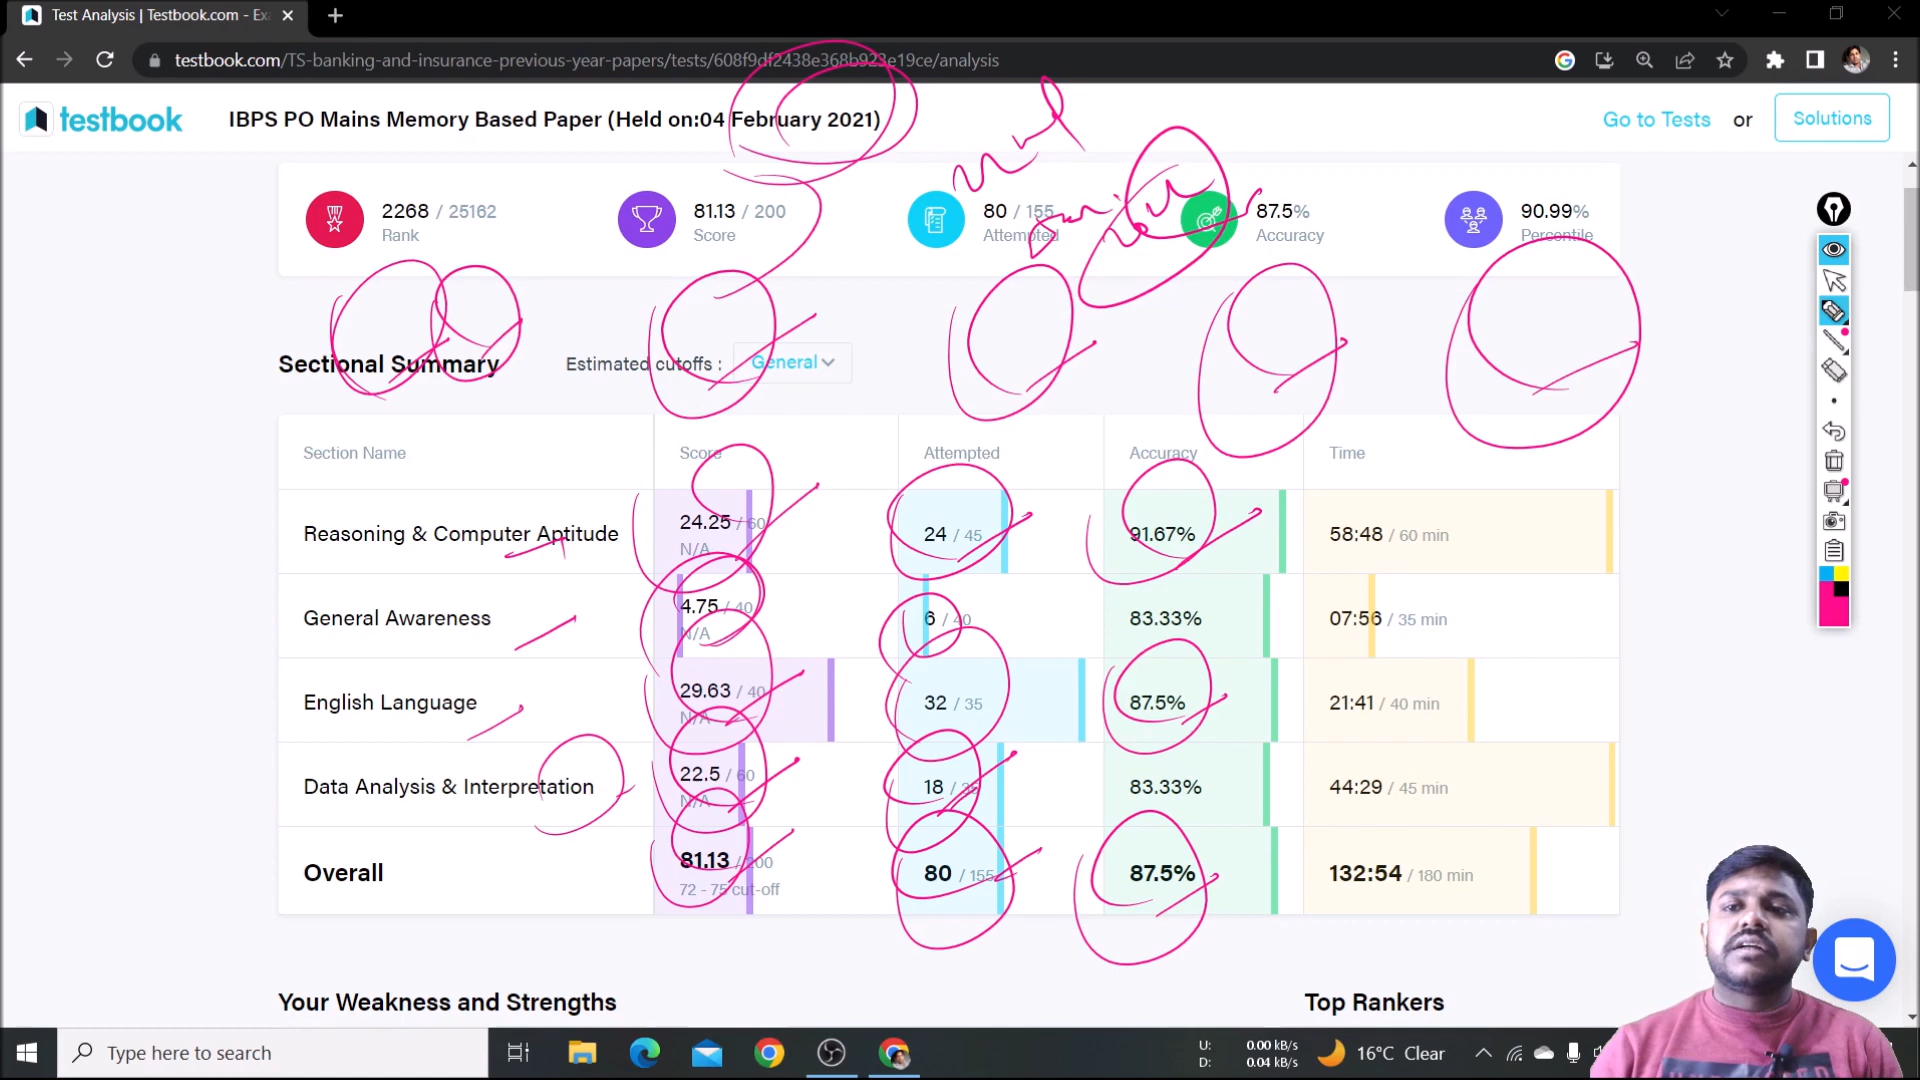 Test Analysis | Testbook.com - Exa
testbook.com/TS-banking-and-insurance-previous-year-papers/tests/608f9df2438e368b923e19ce/analysis
testbook
IBPS PO Mains Memory Based Paper (Held on:04 February 2021)
Go to Tests or Solutions
2268 / 25162
Rank
81.13 / 200
Score
80 / 155
Attempted
87.5%
Accuracy
90.99%
Percentile
Sectional Summary
Estimated cutoffs : General
Section Name Score Attempted Accuracy Time
Reasoning & Computer Aptitude 24.25 / 60 N/A 24 / 45 91.67% 58:48 / 60 min
General Awareness 4.75 / 40 N/A 6 / 40 83.33% 07:56 / 35 min
English Language 29.63 / 40 N/A 32 / 35 87.5% 21:41 / 40 min
Data Analysis & Interpretation 22.5 / 60 N/A 18 / 35 83.33% 44:29 / 45 min
Overall 81.13 / 200 72 - 75 cut-off 80 / 155 87.5% 132:54 / 180 min
Your Weakness and Strengths
Top Rankers
Type here to search
U: 0.00 kB/s
D: 0.04 kB/s
16°C Clear